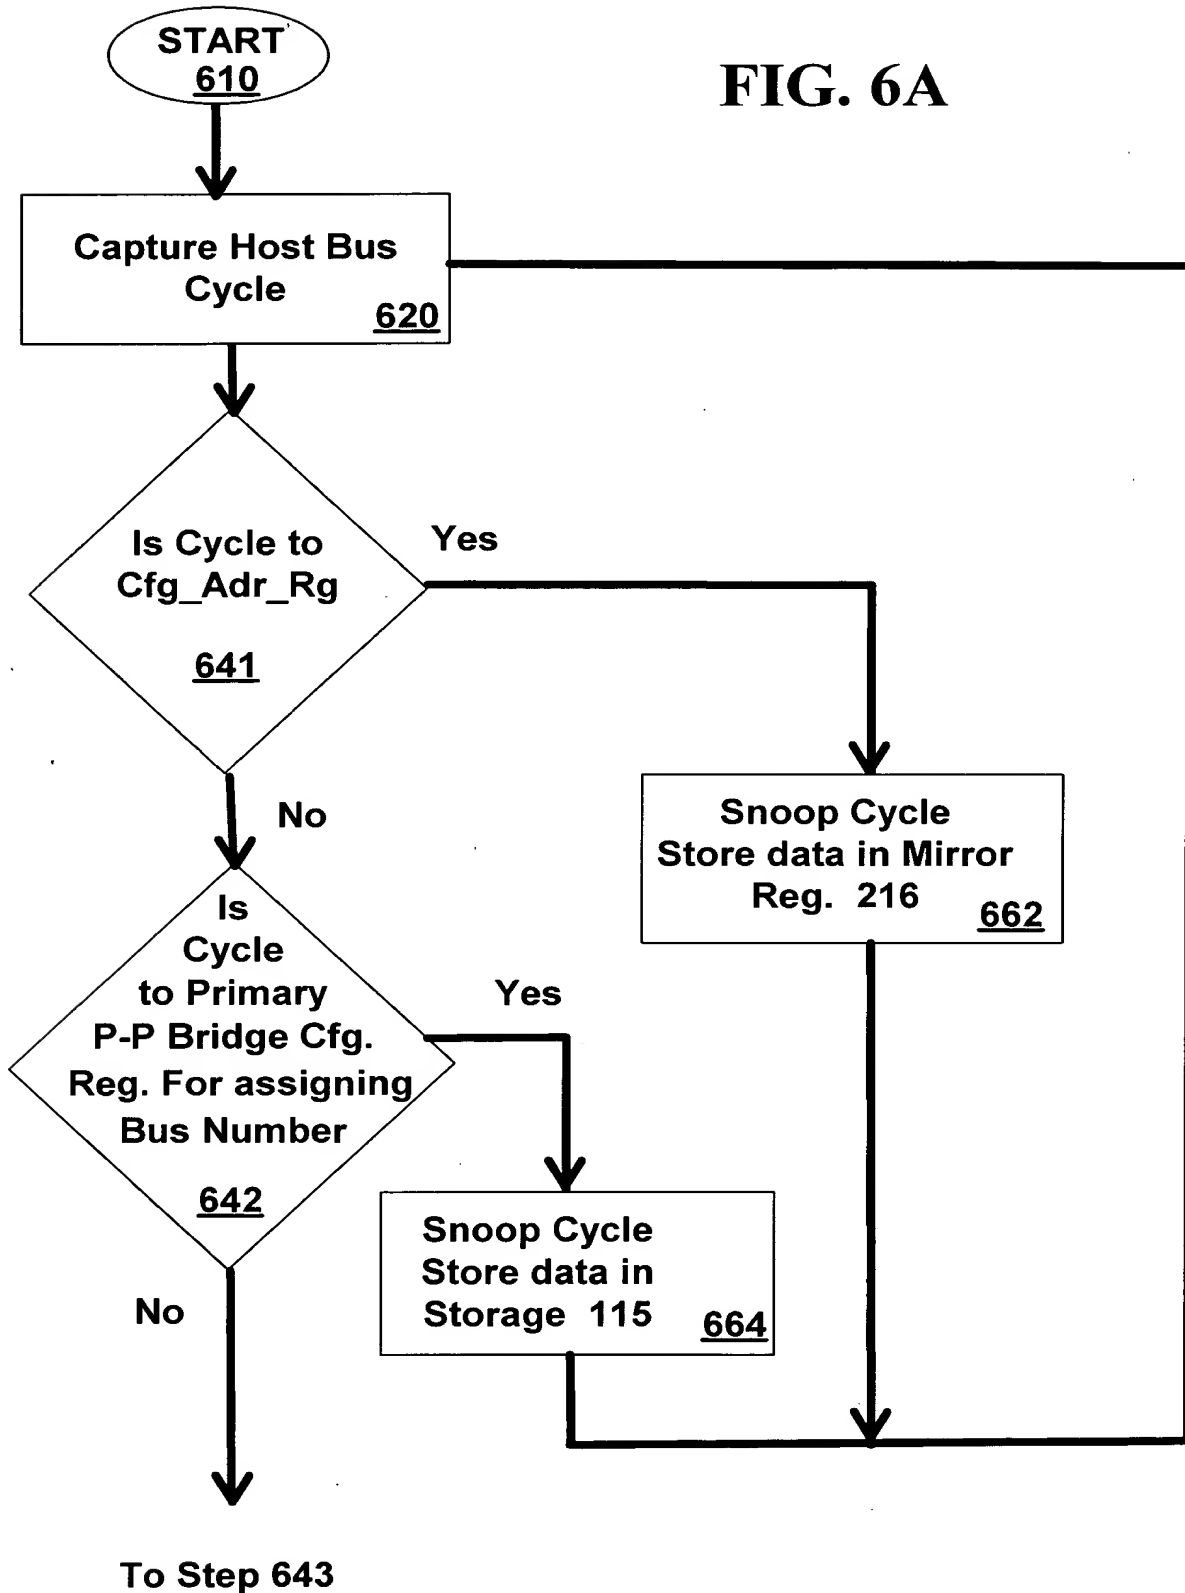 START
610
FIG. 6A
Capture Host Bus
Cycle
620
Is Cycle to
Cfg_Adr_Rg
641
Yes
No
Snoop Cycle
Store data in Mirror
Reg. 216
662
Is
Cycle
to Primary
P-P Bridge Cfg.
Reg. For assigning
Bus Number
642
Yes
No
Snoop Cycle
Store data in
Storage 115
664
To Step 643